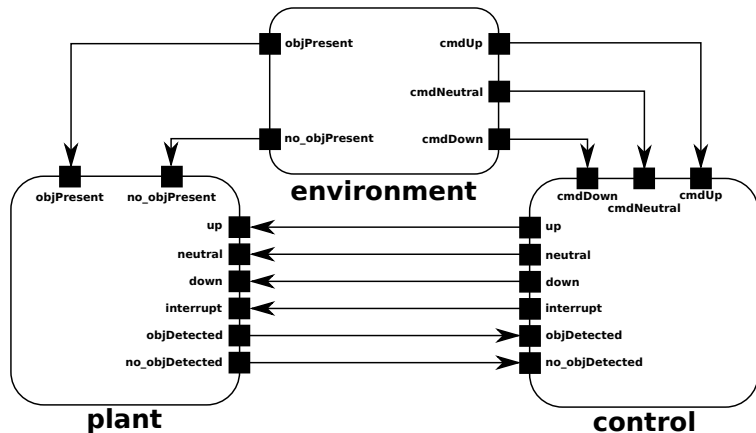 objPresent
cmdUp
cmdNeutral
no_objPresent
cmdDown
environment
objPresent
no_objPresent
cmdDown
cmdUp
cmdNeutral
up
up
neutral
neutral
down
down
interrupt
interrupt
objDetected
objDetected
no_objDetected
no_objDetected
plant
control